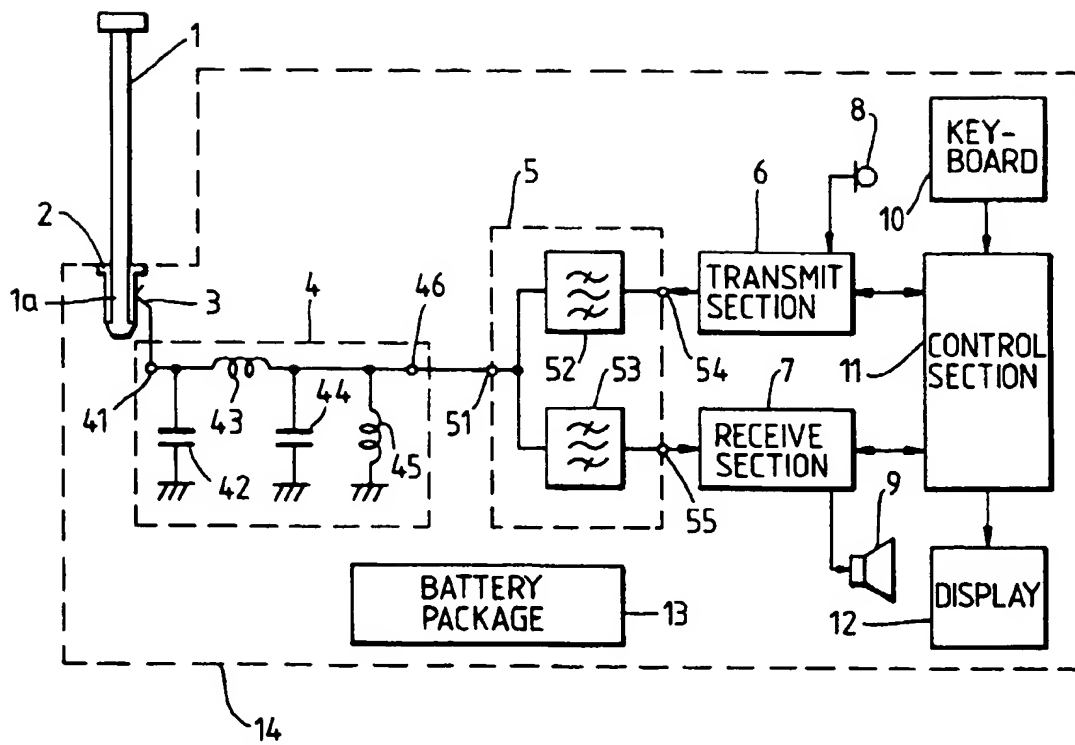 1
8
KEY-
BOARD
10
2
5
6
1a
3
4
46
TRANSMIT
SECTION
11
CONTROL
SECTION
52
54
7
41
43
44
51
53
42
45
RECEIVE
SECTION
55
9
BATTERY
PACKAGE
13
DISPLAY
12
14